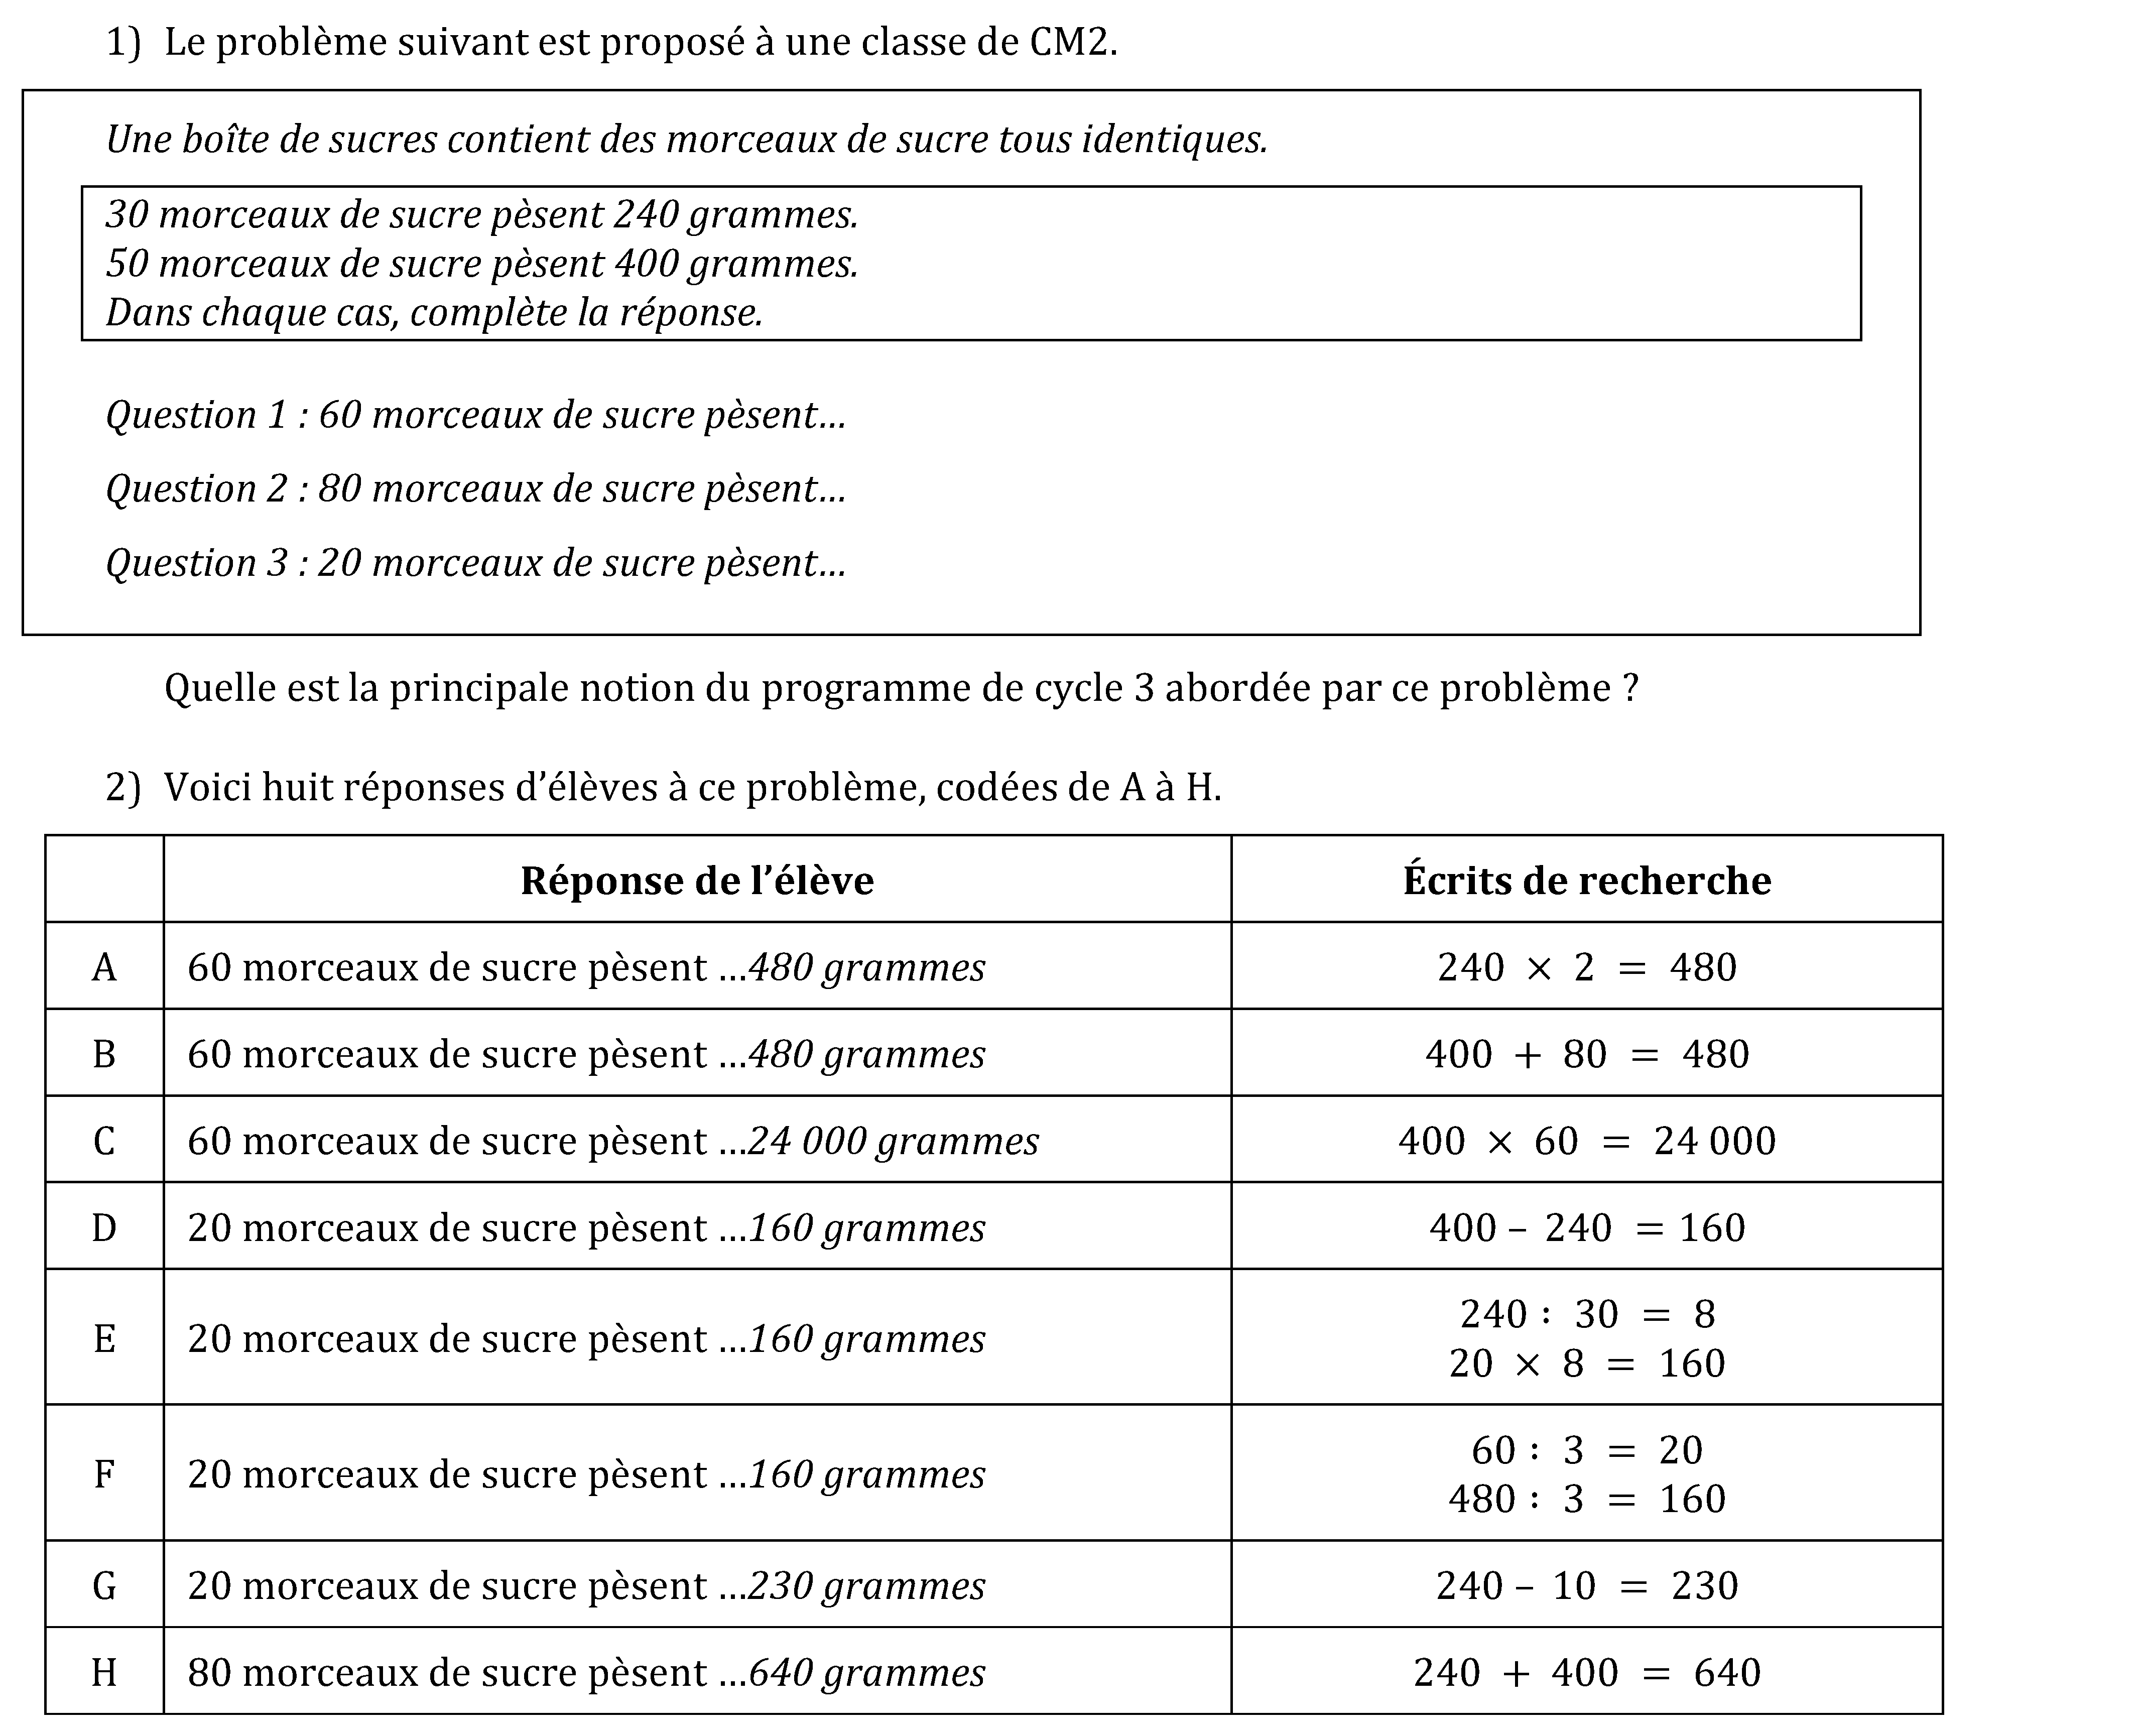 1) Le problème suivant est proposé à une classe de CM2.
Une boîte de sucres contient des morceaux de sucre tous identiques.
30 morceaux de sucre pèsent 240 grammes.
50 morceaux de sucre pèsent 400 grammes.
Dans chaque cas, complète la réponse.
Question 1 : 60 morceaux de sucre pèsent…
Question 2 : 80 morceaux de sucre pèsent…
Question 3 : 20 morceaux de sucre pèsent…
Quelle est la principale notion du programme de cycle 3 abordée par ce problème ?
2) Voici huit réponses d’élèves à ce problème, codées de A à H.
Réponse de l’élève Écrits de recherche
A 60 morceaux de sucre pèsent …480 grammes 240 × 2 = 480
B 60 morceaux de sucre pèsent …480 grammes 400 + 80 = 480
C 60 morceaux de sucre pèsent …24 000 grammes 400 × 60 = 24 000
D 20 morceaux de sucre pèsent …160 grammes 400 – 240 = 160
E 20 morceaux de sucre pèsent …160 grammes 240 : 30 = 8
20 × 8 = 160
F 20 morceaux de sucre pèsent …160 grammes 60 : 3 = 20
480 : 3 = 160
G 20 morceaux de sucre pèsent …230 grammes 240 – 10 = 230
H 80 morceaux de sucre pèsent …640 grammes 240 + 400 = 640